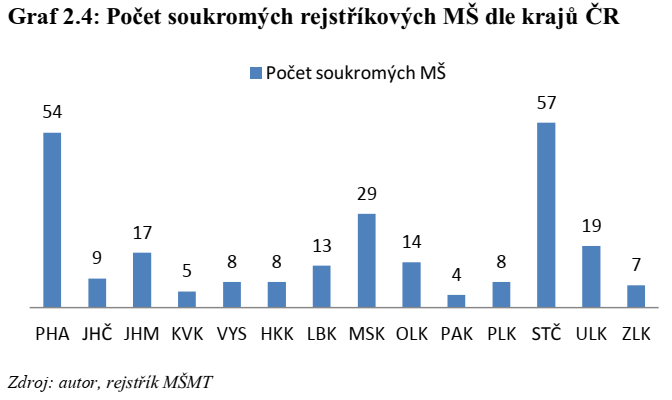 Graf 2.4: Počet soukromých rejstříkových MŠ dle krajů ČR
Počet soukromých MŠ
54 9 17 5 8 8 13 29 14 4 8 57 19 7
PHA JHČ JHM KVK VYS HKK LBK MSK OLK PAK PLK STČ ULK ZLK
Zdroj: autor, rejstřík MŠMT